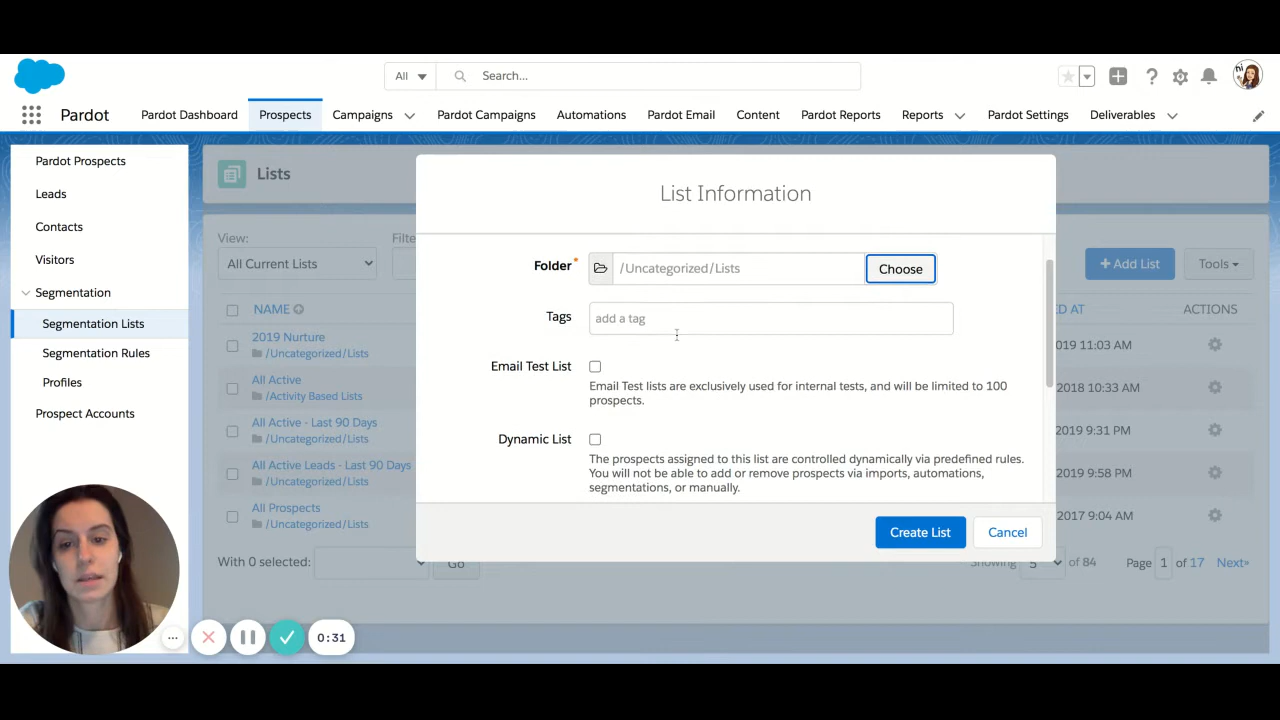 All
Search...
hi
Pardot
Pardot Dashboard
Prospects
Campaigns
Pardot Campaigns
Automations
Pardot Email
Content
Pardot Reports
Reports
Pardot Settings
Deliverables
Pardot Prospects
Leads
Contacts
Visitors
Segmentation
Segmentation Lists
Segmentation Rules
Profiles
Prospect Accounts
Lists
View:
Filte
All Current Lists
+ Add List
Tools
NAME
ED AT
ACTIONS
2019 Nurture
/Uncategorized/Lists
2019 11:03 AM
All Active
/Activity Based Lists
2018 10:33 AM
All Active - Last 90 Days
/Uncategorized/Lists
2019 9:31 PM
All Active Leads - Last 90 Days
/Uncategorized/Lists
2019 9:58 PM
All Prospects
/Uncategorized/Lists
2017 9:04 AM
With 0 selected:
Go
Showing 5 of 84
Page 1 of 17 Next»
List Information
Folder*
/Uncategorized/Lists
Choose
Tags
add a tag
Email Test List
Email Test lists are exclusively used for internal tests, and will be limited to 100
prospects.
Dynamic List
The prospects assigned to this list are controlled dynamically via predefined rules.
You will not be able to add or remove prospects via imports, automations,
segmentations, or manually.
Create List
Cancel
0:31